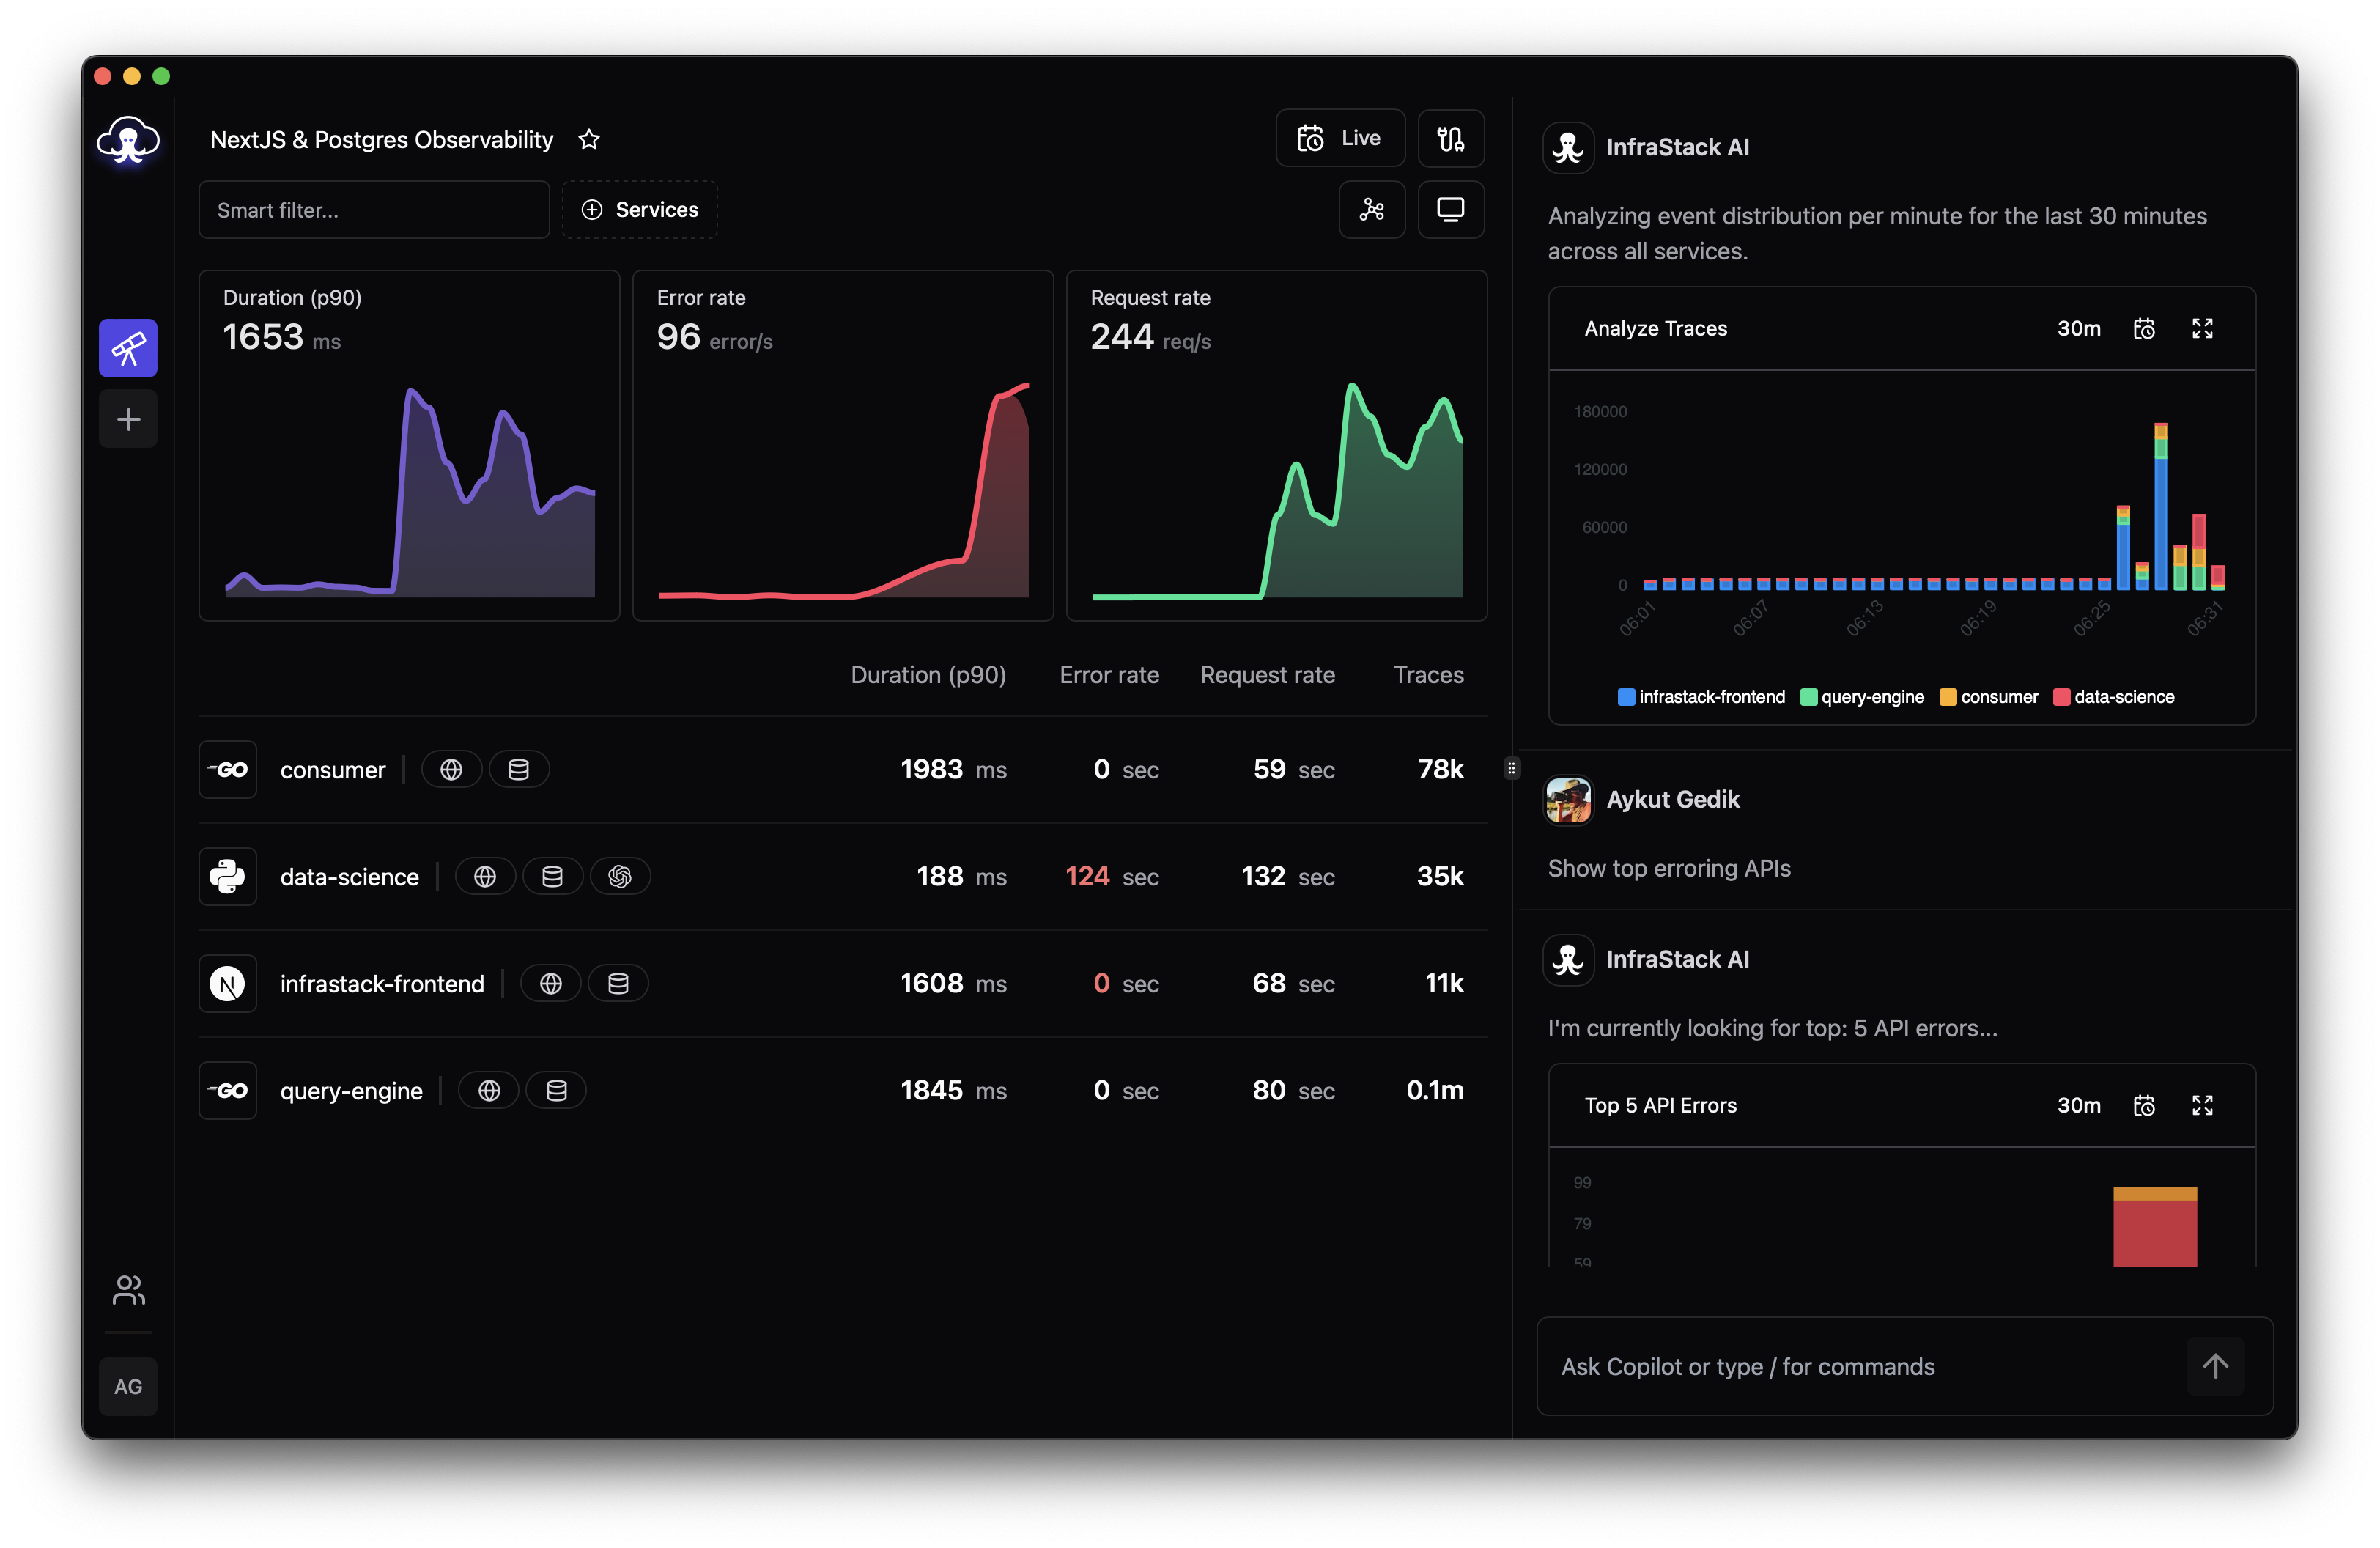 NextJS & Postgres Observability
Live
Smart filter...
Services
Duration (p90)
1653 ms
Error rate
96 error/s
Request rate
244 req/s
Duration (p90) Error rate Request rate Traces
GO consumer 1983 ms 0 sec 59 sec 78k
data-science 188 ms 124 sec 132 sec 35k
N infrastack-frontend 1608 ms 0 sec 68 sec 11k
GO query-engine 1845 ms 0 sec 80 sec 0.1m
AG
InfraStack AI
Analyzing event distribution per minute for the last 30 minutes
across all services.
Analyze Traces 30m
180000
120000
60000
0
06:01 06:07 06:13 06:19 06:25 06:31
infrastack-frontend query-engine consumer data-science
Aykut Gedik
Show top erroring APIs
InfraStack AI
I'm currently looking for top: 5 API errors...
Top 5 API Errors 30m
99
79
59
Ask Copilot or type / for commands